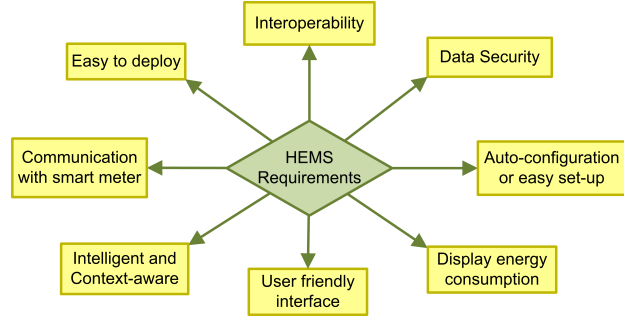 Interoperability
Easy to deploy
Data Security
Communication
with smart meter
HEMS
Requirements
Auto-configuration
or easy set-up
Intelligent and
Context-aware
User friendly
interface
Display energy
consumption